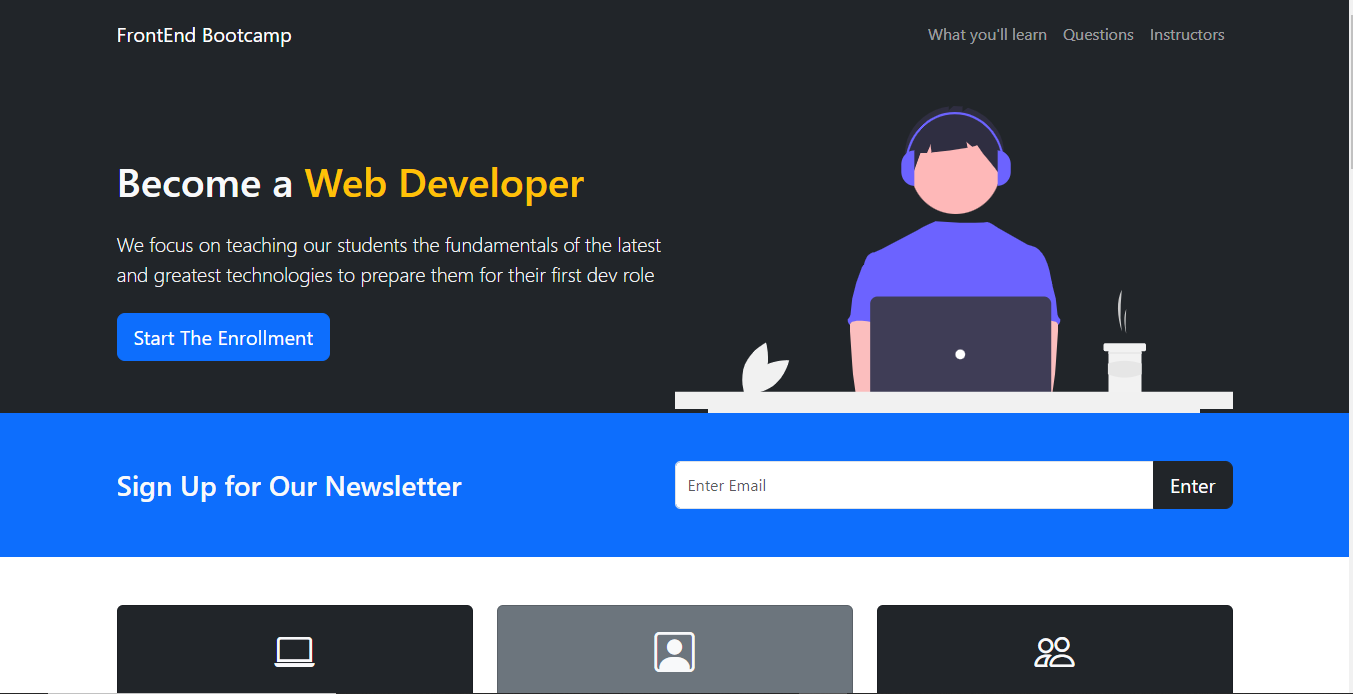 FrontEnd Bootcamp
What you'll learn Questions Instructors
Become a Web Developer
We focus on teaching our students the fundamentals of the latest
and greatest technologies to prepare them for their first dev role
Start The Enrollment
Sign Up for Our Newsletter
Enter Email
Enter